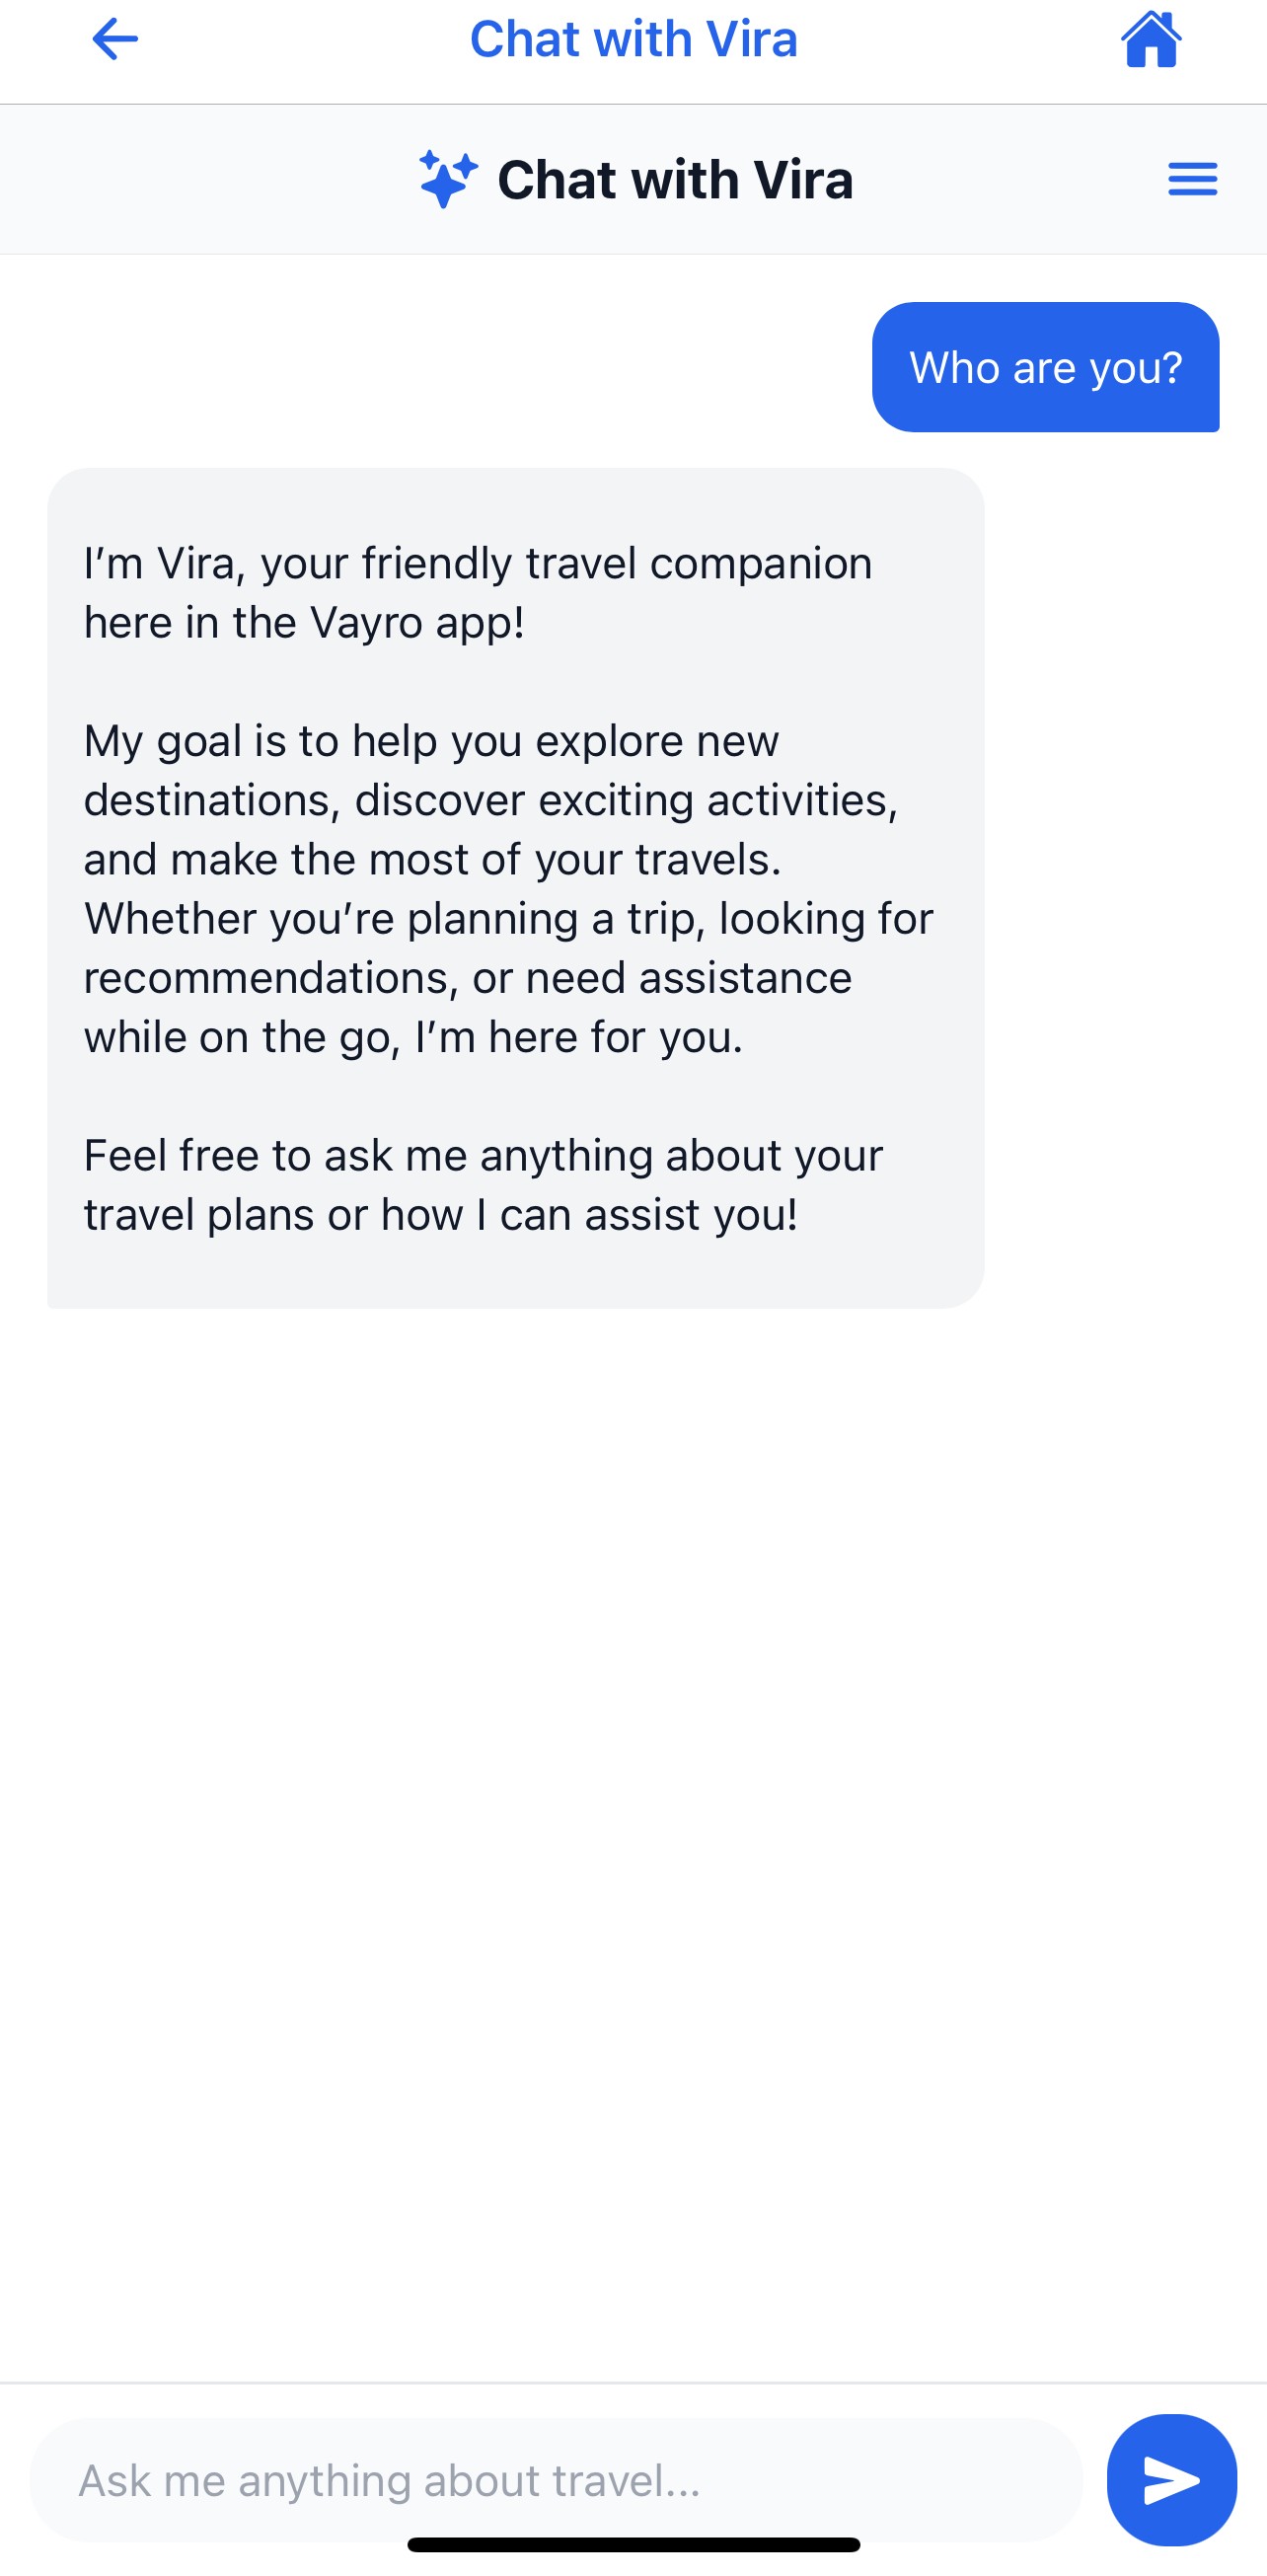 Chat with Vira
Chat with Vira
Who are you?
I’m Vira, your friendly travel companion
here in the Vayro app!
My goal is to help you explore new
destinations, discover exciting activities,
and make the most of your travels.
Whether you’re planning a trip, looking for
recommendations, or need assistance
while on the go, I’m here for you.
Feel free to ask me anything about your
travel plans or how I can assist you!
Ask me anything about travel...